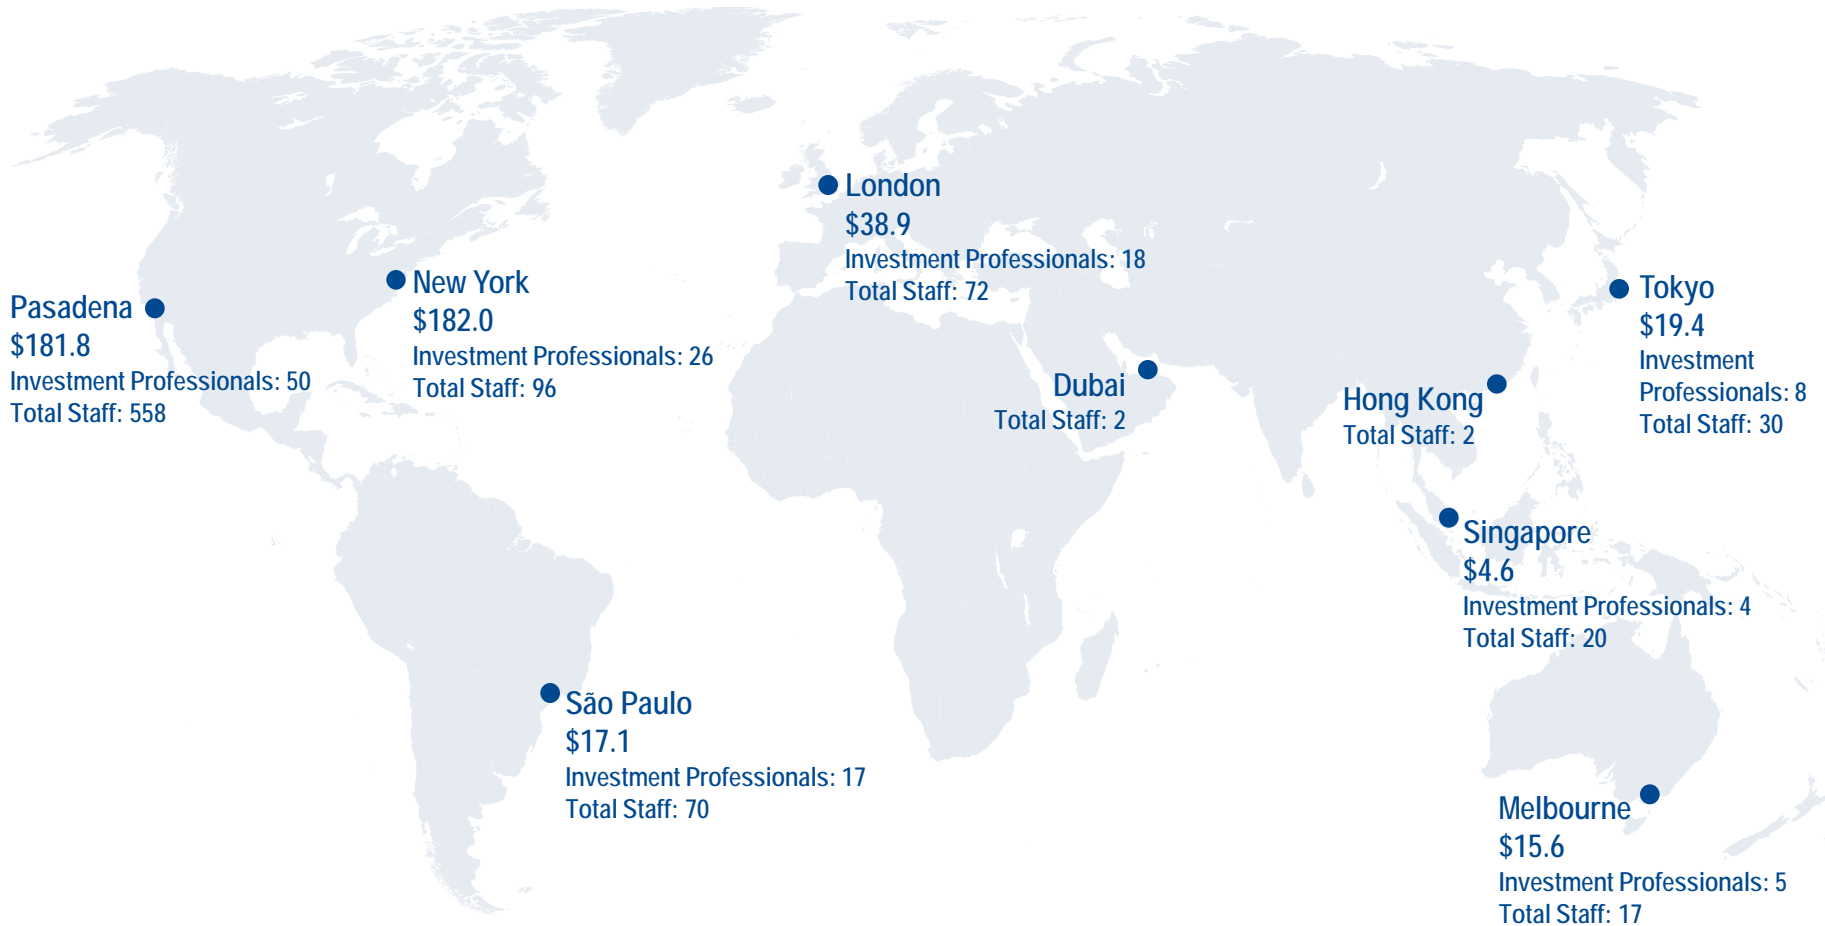 Pasadena
$181.8
Investment Professionals: 50
Total Staff: 558
New York
$182.0
Investment Professionals: 26
Total Staff: 96
London
$38.9
Investment Professionals: 18
Total Staff: 72
Dubai
Total Staff: 2
Hong Kong
Total Staff: 2
Tokyo
$19.4
Investment
Professionals: 8
Total Staff: 30
Singapore
$4.6
Investment Professionals: 4
Total Staff: 20
São Paulo
$17.1
Investment Professionals: 17
Total Staff: 70
Melbourne
$15.6
Investment Professionals: 5
Total Staff: 17